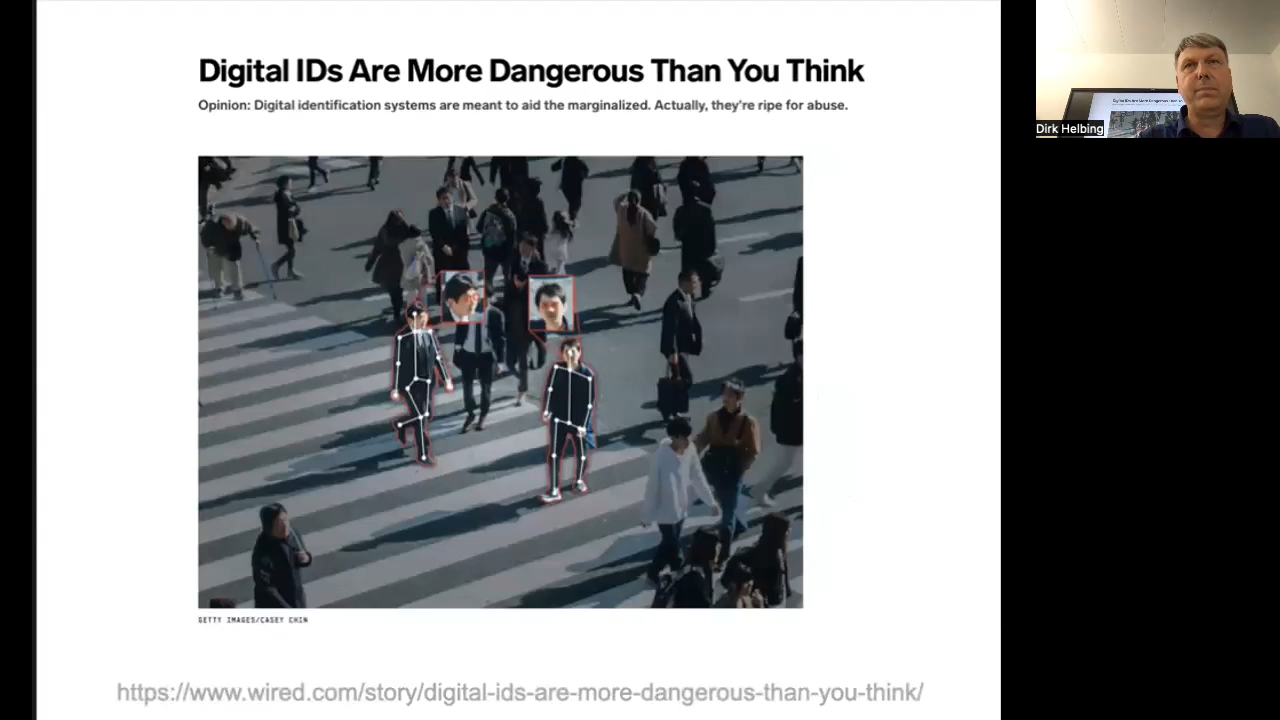 Digital IDs Are More Dangerous Than You Think
Opinion: Digital identification systems are meant to aid the marginalized. Actually, they're ripe for abuse.
Dirk Helbing
GETTY IMAGES/CASEY CHIN
https://www.wired.com/story/digital-ids-are-more-dangerous-than-you-think/